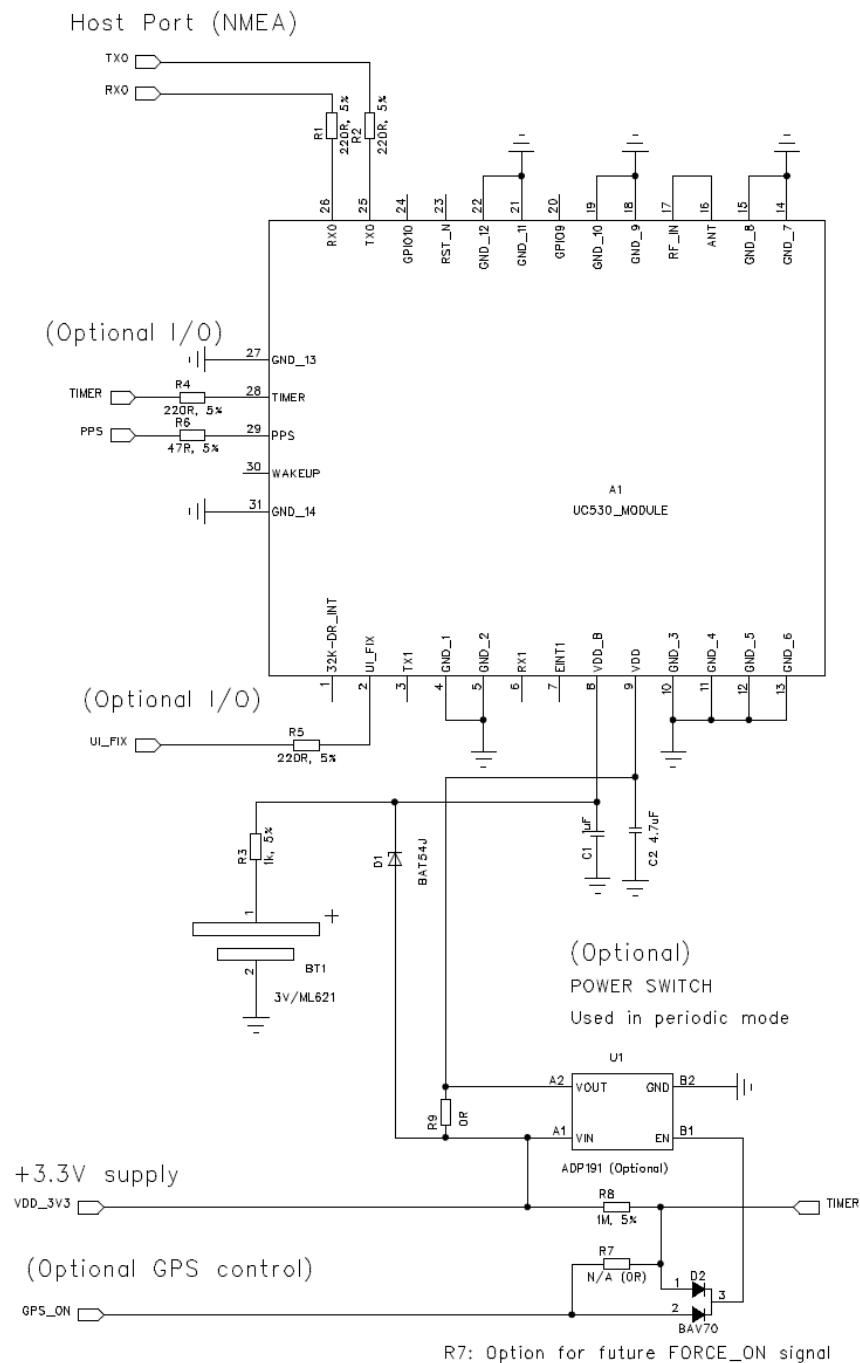 Host Port (NMEA)
TX0
RX0
R1
220R, 5%
R2
220R, 5%
26
25
24
23
22
21
20
19
18
17
16
15
14
RX0
TX0
GPIO10
RST_N
GND_12
GND_11
GPIO9
GND_10
GND_9
RF_IN
ANT
GND_8
GND_7
(Optional I/O)
27 GND_13
TIMER R4 28 TIMER
220R, 5%
PPS R6 29 PPS
47R, 5%
30 WAKEUP
31 GND_14
A1
UC530_MODULE
32K-DR_INT
UI_FIX
TX1
GND_1
GND_2
RX1
EINT1
VDD_B
VDD
GND_3
GND_4
GND_5
GND_6
1
2
3
4
5
6
7
8
9
10
11
12
13
(Optional I/O)
UI_FIX
R5
220R, 5%
R3
1k, 5%
D1
BAT54J
C1 1uF
C2 4.7uF
1
+
2
BT1
3V/ML621
(Optional)
POWER SWITCH
Used in periodic mode
U1
A2 VOUT GND B2
R9
0R
A1 VIN EN B1
ADP191 (Optional)
+3.3V supply
VDD_3V3
R8
1M, 5%
TIMER
(Optional GPS control)
R7
N/A (0R)
D2
1
3
2
BAV70
GPS_ON
R7: Option for future FORCE_ON signal